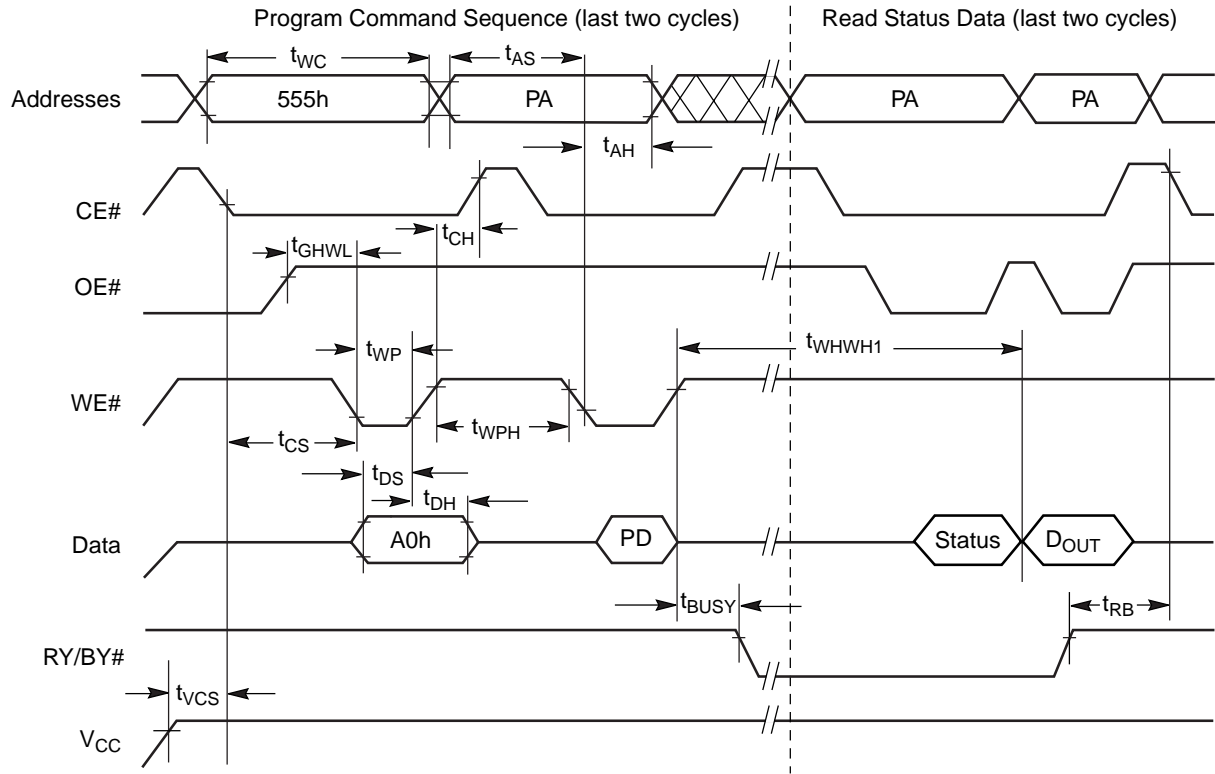 Program Command Sequence (last two cycles)
Read Status Data (last two cycles)
tWC
tAS
Addresses
555h
PA
PA
PA
tAH
CE#
tCH
tGHWL
OE#
tWP
tWHWH1
WE#
tWPH
tCS
tDS
tDH
Data
A0h
PD
Status
DOUT
tBUSY
tRB
RY/BY#
tVCS
VCC